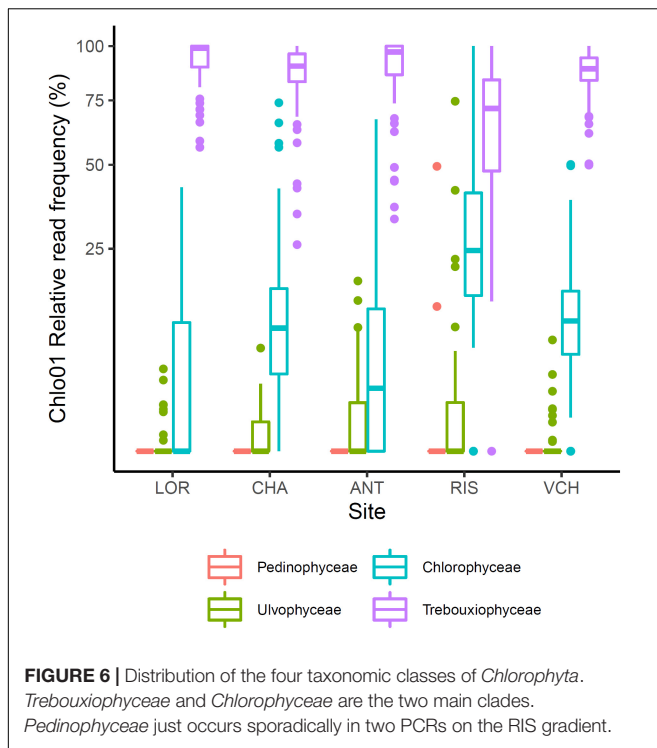 Chlo01 Relative read frequency (%)
100
75
50
25
LOR CHA ANT RIS VCH
Site
Pedinophyceae Chlorophyceae
Ulvophyceae Trebouxiophyceae
FIGURE 6 | Distribution of the four taxonomic classes of Chlorophyta.
Trebouxiophyceae and Chlorophyceae are the two main clades.
Pedinophyceae just occurs sporadically in two PCRs on the RIS gradient.